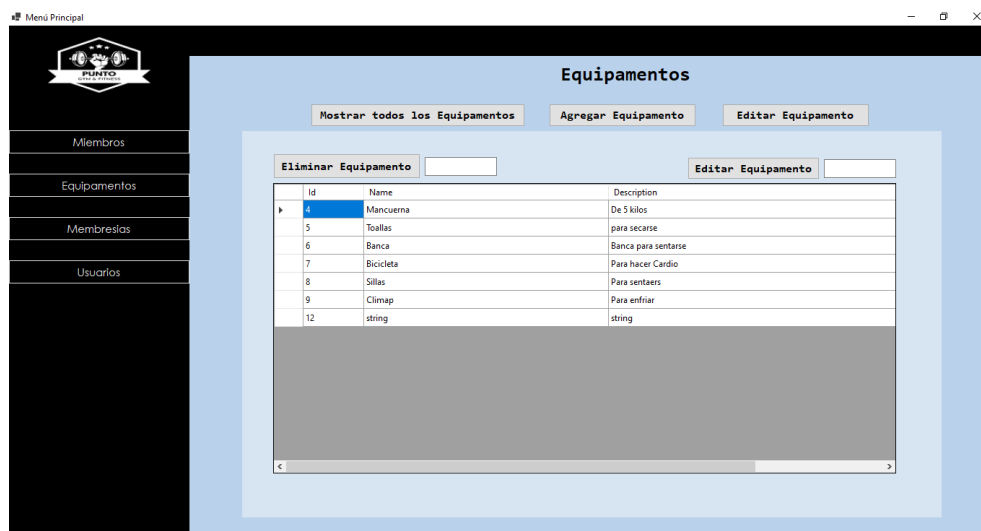 Menú Principal
PUNTO
GYM & FITNESS
Equipamentos
Mostrar todos los Equipamentos
Agregar Equipamento
Editar Equipamento
Miembros
Equipamentos
Membresias
Usuarios
Eliminar Equipamento
Editar Equipamento
Id Name Description
4 Mancuerna De 5 kilos
5 Toallas para secarse
6 Banca Banca para sentarse
7 Bicicleta Para hacer Cardio
8 Sillas Para sentaers
9 Climap Para enfriar
12 string string